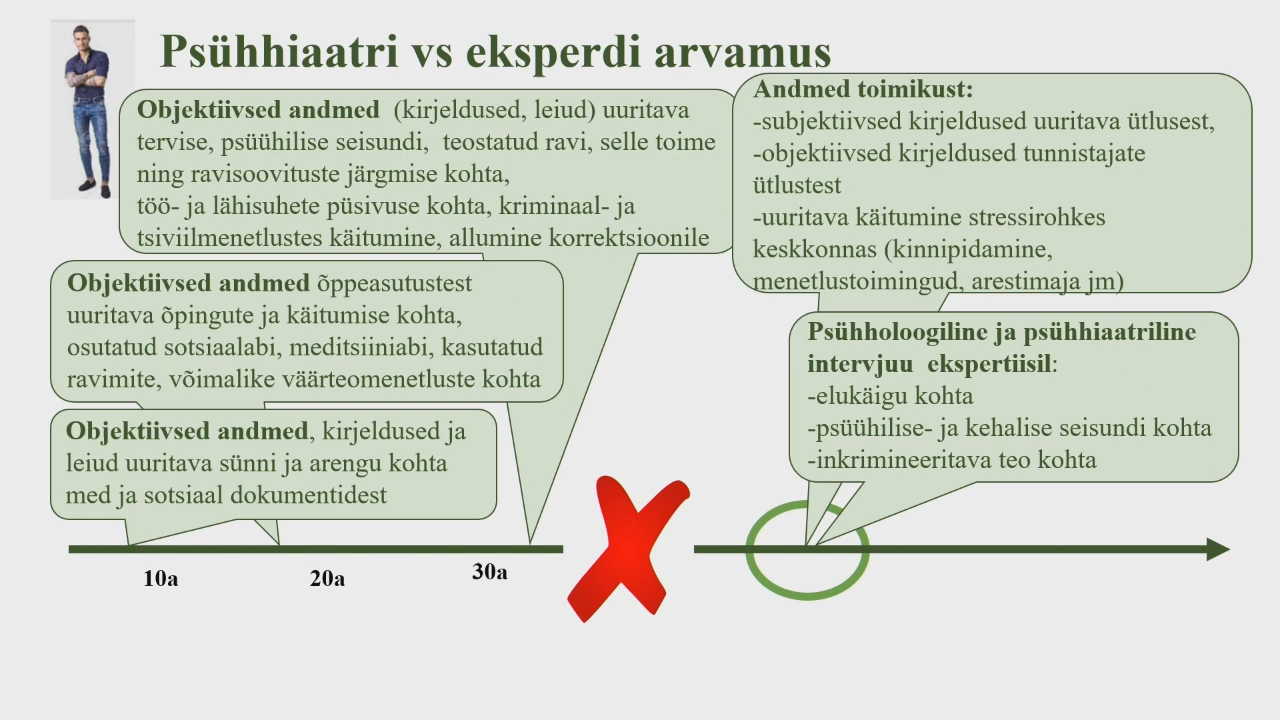 Psühhiaatri vs eksperdi arvamus
Objektiivsed andmed (kirjeldused, leiud) uuritava
tervise, psüühilise seisundi, teostatud ravi, selle toime
ning ravisoovituste järgmise kohta,
töö- ja lähisuhete püsivuse kohta, kriminaal- ja
tsiviilmenetlustes käitumine, allumine korrektsioonile
Andmed toimikust:
-subjektiivsed kirjeldused uuritava ütlusest,
-objektiivsed kirjeldused tunnistajate
ütlustest
-uuritava käitumine stressirohkes
keskkonnas (kinnipidamine,
menetlustoimingud, arestimaja jm)
Objektiivsed andmed õppeasutustest
uuritava õpingute ja käitumise kohta,
osutatud sotsiaalabi, meditsiiniabi, kasutatud
ravimite, võimalike väärteomenetluste kohta
Psühholoogiline ja psühhiaatriline
intervjuu ekspertiisil:
-elukäigu kohta
-psüühilise- ja kehalise seisundi kohta
-inkrimineeritava teo kohta
Objektiivsed andmed, kirjeldused ja
leiud uuritava sünni ja arengu kohta
med ja sotsiaal dokumentidest
10a
20a
30a